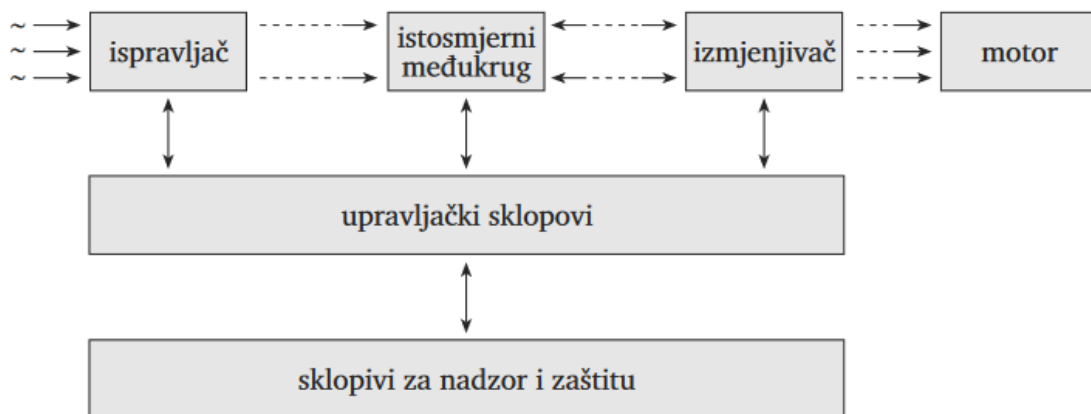 ~
~
~
ispravljač
istosmjerni
međukrug
izmjenjivač
motor
upravljački sklopovi
sklopivi za nadzor i zaštitu